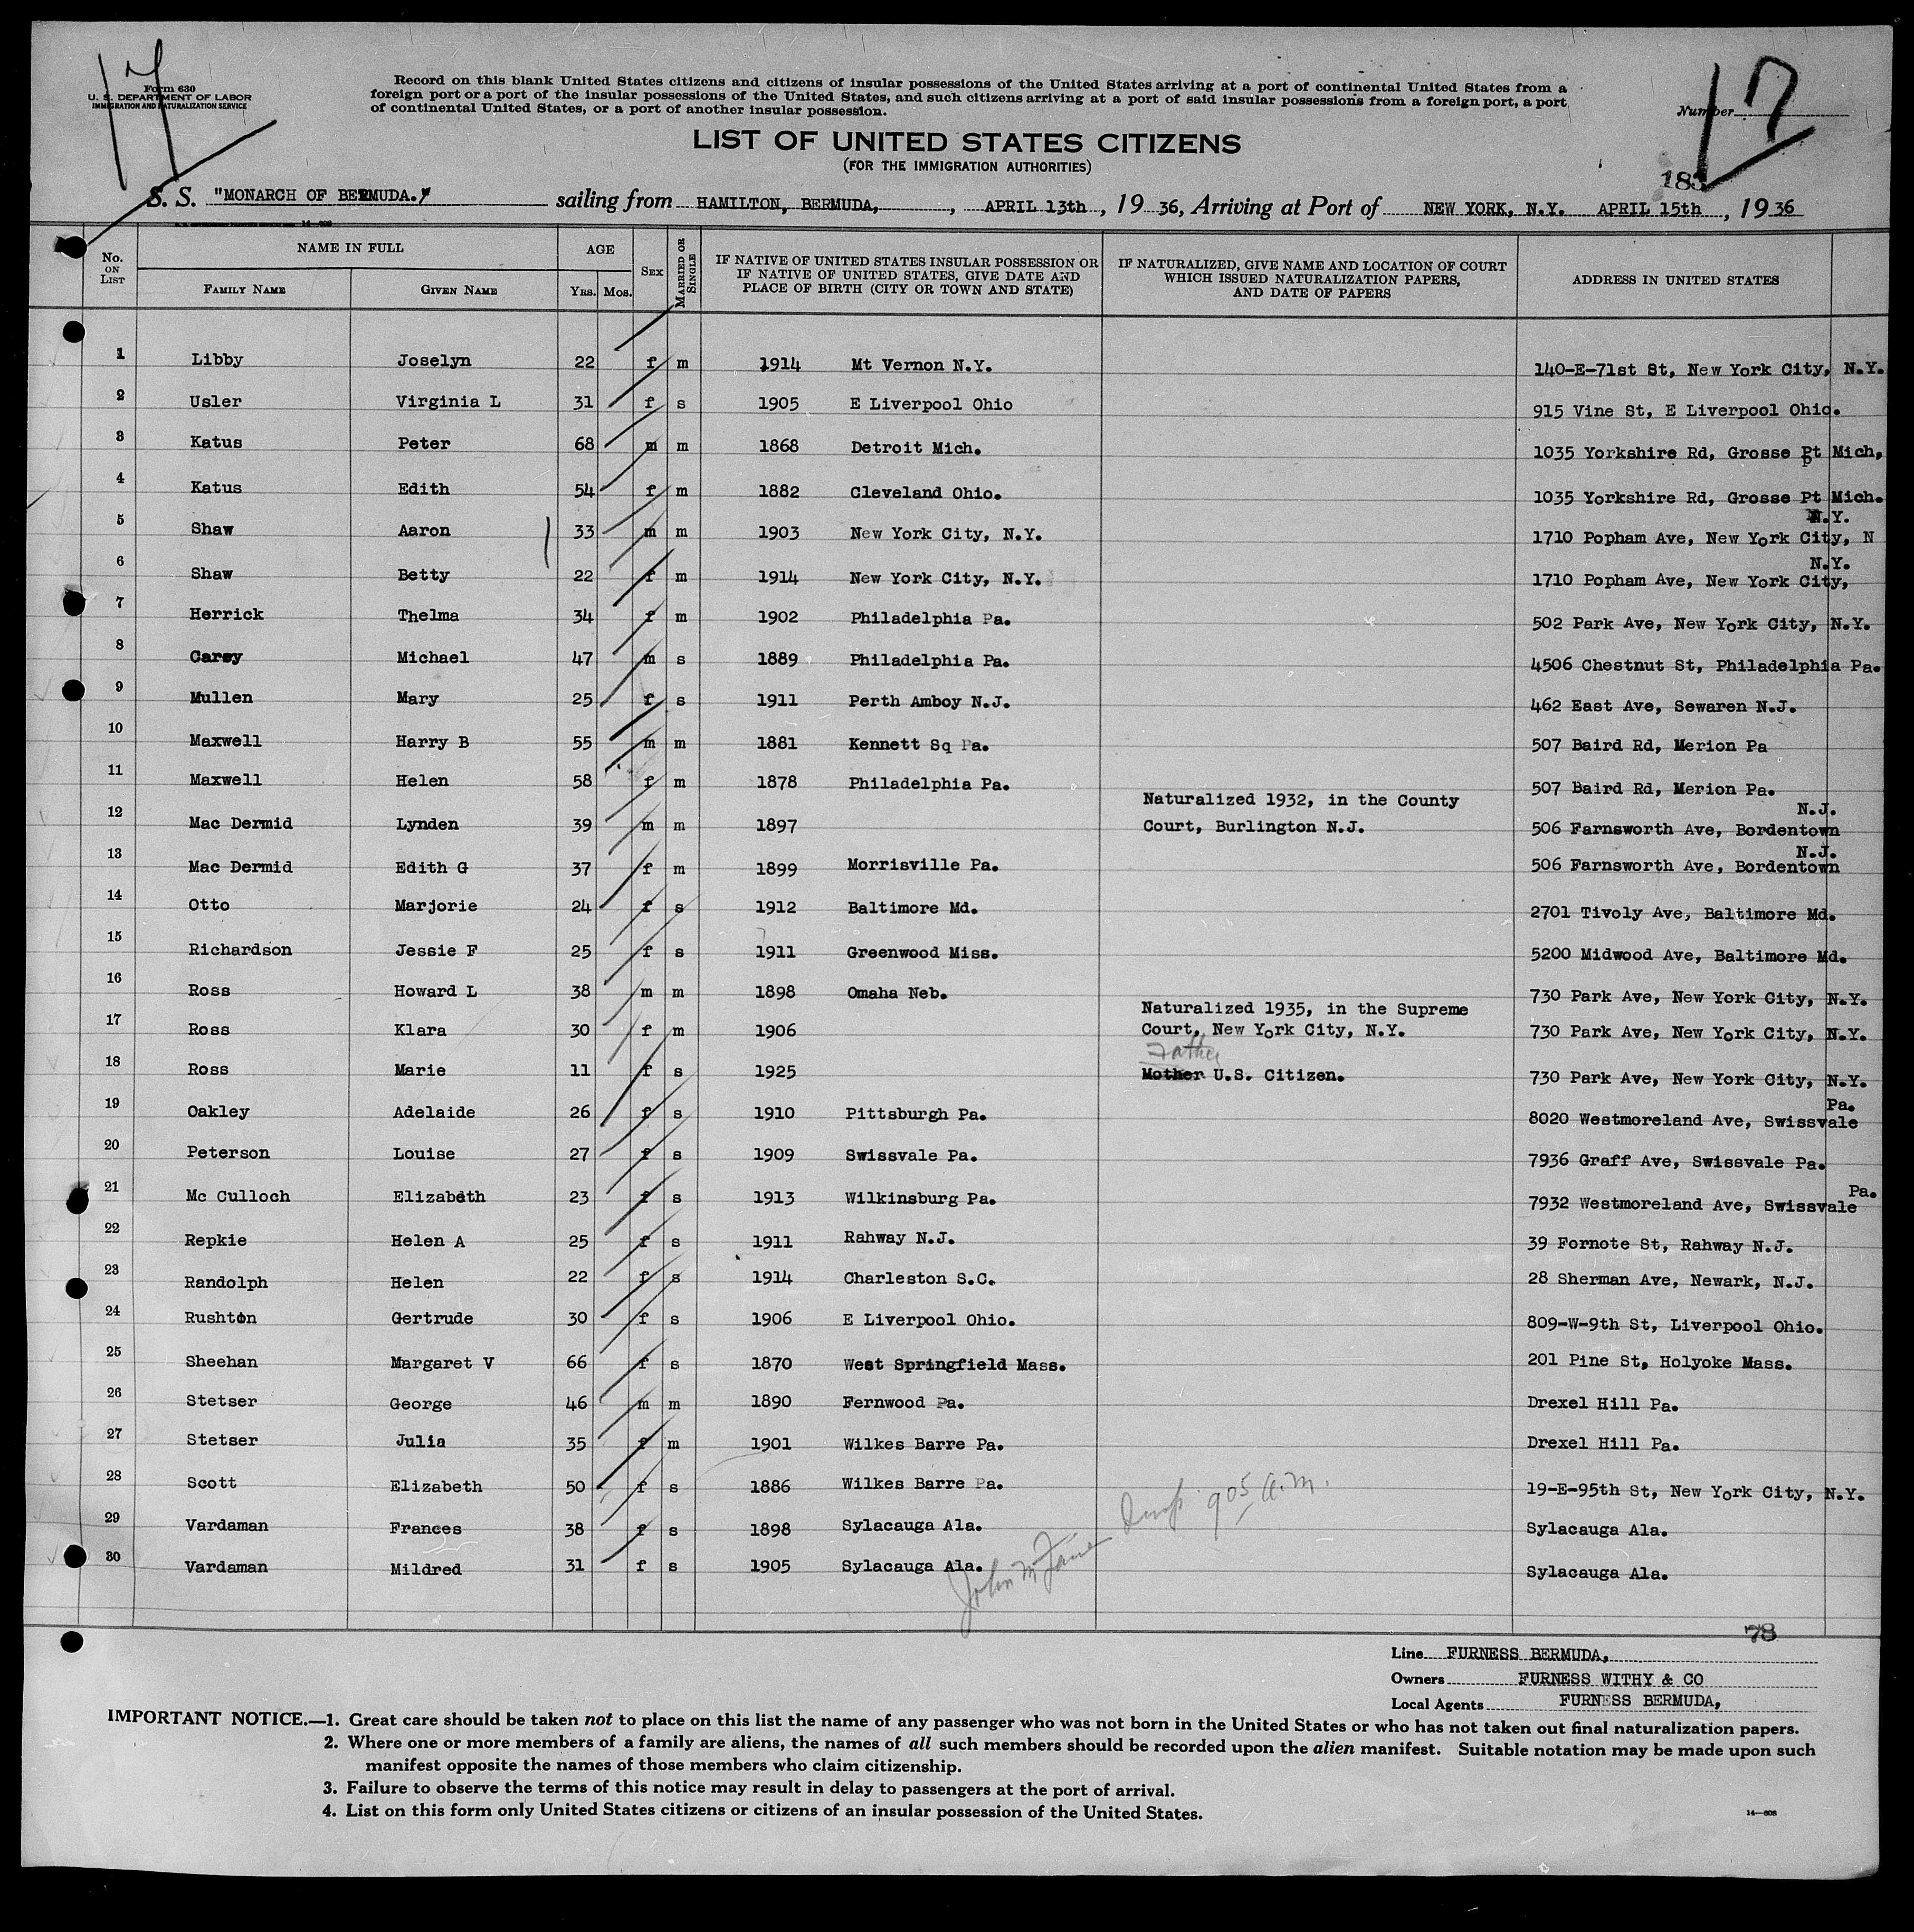 17
17
Form 630
U. S. DEPARTMENT OF LABOR
IMMIGRATION AND NATURALIZATION SERVICE
Record on this blank United States citizens and citizens of insular possessions of the United States arriving at a port of continental United States from a
foreign port or a port of the insular possessions of the United States, and such citizens arriving at a port of said insular possessions from a foreign port, a port
of continental United States, or a port of another insular possession.
Number
LIST OF UNITED STATES CITIZENS
(FOR THE IMMIGRATION AUTHORITIES)
S. S. "MONARCH OF BERMUDA." sailing from HAMILTON, BERMUDA, , APRIL 13th, 19 36, Arriving at Port of NEW YORK, N.Y. APRIL 15th, 19 36
No. ON LIST NAME IN FULL FAMILY NAME GIVEN NAME AGE YRS. MOS. SEX MARRIED OR SINGLE IF NATIVE OF UNITED STATES INSULAR POSSESSION OR IF NATIVE OF UNITED STATES, GIVE DATE AND PLACE OF BIRTH (CITY OR TOWN AND STATE) IF NATURALIZED, GIVE NAME AND LOCATION OF COURT WHICH ISSUED NATURALIZATION PAPERS, AND DATE OF PAPERS ADDRESS IN UNITED STATES
1 Libby Joselyn 22 f m 1914 Mt Vernon N.Y. 140-E-71st St, New York City, N.Y.
2 Usler Virginia L 31 f s 1905 E Liverpool Ohio 915 Vine St, E Liverpool Ohio.
3 Katus Peter 68 m m 1868 Detroit Mich. 1035 Yorkshire Rd, Grosse Pt Mich,
4 Katus Edith 54 f m 1882 Cleveland Ohio. 1035 Yorkshire Rd, Grosse Pt Mich.
5 Shaw Aaron 33 m m 1903 New York City, N.Y. 1710 Popham Ave, New York City, N N.Y.
6 Shaw Betty 22 f m 1914 New York City, N.Y. 1710 Popham Ave, New York City, N.Y.
7 Herrick Thelma 34 f m 1902 Philadelphia Pa. 502 Park Ave, New York City, N.Y.
8 Carey Michael 47 m s 1889 Philadelphia Pa. 4506 Chestnut St, Philadelphia Pa.
9 Mullen Mary 25 f s 1911 Perth Amboy N.J. 462 East Ave, Sewaren N.J.
10 Maxwell Harry B 55 m m 1881 Kennett Sq Pa. 507 Baird Rd, Merion Pa
11 Maxwell Helen 58 f m 1878 Philadelphia Pa. 507 Baird Rd, Merion Pa.
12 Mac Dermid Lynden 39 m m 1897 Naturalized 1932, in the County Court, Burlington N.J. 506 Farnsworth Ave, Bordentown N.J.
13 Mac Dermid Edith G 37 f m 1899 Morrisville Pa. 506 Farnsworth Ave, Bordentown N.J.
14 Otto Marjorie 24 f s 1912 Baltimore Md. 2701 Tivoly Ave, Baltimore Md.
15 Richardson Jessie F 25 f s 1911 Greenwood Miss. 5200 Midwood Ave, Baltimore Md.
16 Ross Howard L 38 m m 1898 Omaha Neb. 730 Park Ave, New York City, N.Y.
17 Ross Klara 30 f m 1906 Naturalized 1935, in the Supreme Court, New York City, N.Y. 730 Park Ave, New York City, N.Y.
18 Ross Marie 11 f s 1925 Father Mother U.S. Citizen. 730 Park Ave, New York City, N.Y.
19 Oakley Adelaide 26 f s 1910 Pittsburgh Pa. 8020 Westmoreland Ave, Swissvale Pa.
20 Peterson Louise 27 f s 1909 Swissvale Pa. 7936 Graff Ave, Swissvale Pa.
21 Mc Culloch Elizabeth 23 f s 1913 Wilkinsburg Pa. 7932 Westmoreland Ave, Swissvale Pa.
22 Repkie Helen A 25 f s 1911 Rahway N.J. 39 Fornote St, Rahway N.J.
23 Randolph Helen 22 f s 1914 Charleston S.C. 28 Sherman Ave, Newark, N.J.
24 Rushton Gertrude 30 f s 1906 E Liverpool Ohio. 809-W-9th St, Liverpool Ohio.
25 Sheehan Margaret V 66 f s 1870 West Springfield Mass. 201 Pine St, Holyoke Mass.
26 Stetser George 46 m m 1890 Fernwood Pa. Drexel Hill Pa.
27 Stetser Julia 35 f m 1901 Wilkes Barre Pa. Drexel Hill Pa.
28 Scott Elizabeth 50 f s 1886 Wilkes Barre Pa. 19-E-95th St, New York City, N.Y.
29 Vardaman Frances 38 f s 1898 Sylacauga Ala. Sylacauga Ala.
30 Vardaman Mildred 31 f s 1905 Sylacauga Ala. Sylacauga Ala.
John 905 a.m.
78
Line FURNESS BERMUDA,
Owners FURNESS WITHY & CO
Local Agents FURNESS BERMUDA,
IMPORTANT NOTICE.—1. Great care should be taken not to place on this list the name of any passenger who was not born in the United States or who has not taken out final naturalization papers.
2. Where one or more members of a family are aliens, the names of all such members should be recorded upon the alien manifest. Suitable notation may be made upon such
manifest opposite the names of those members who claim citizenship.
3. Failure to observe the terms of this notice may result in delay to passengers at the port of arrival.
4. List on this form only United States citizens or citizens of an insular possession of the United States.
14—608